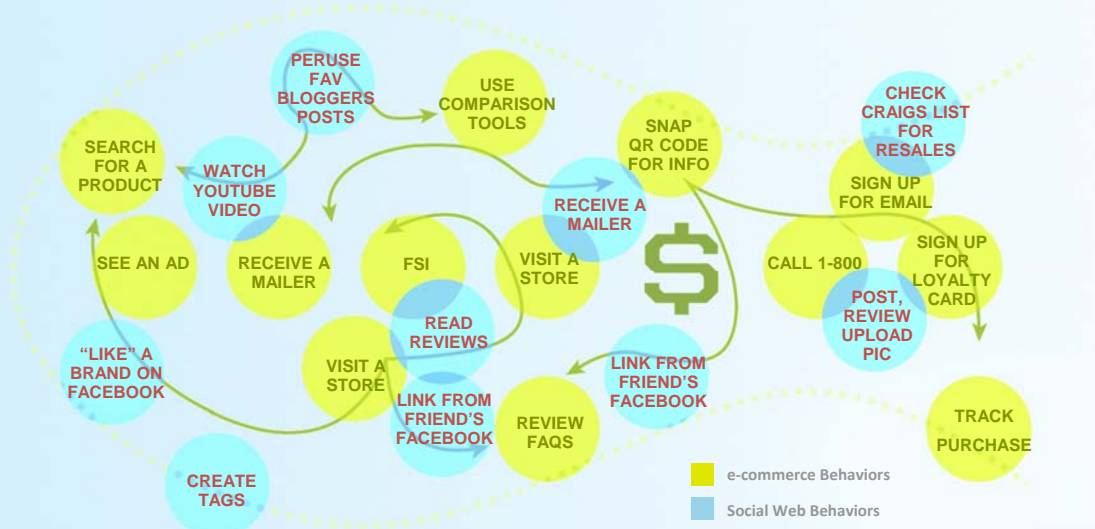 PERUSE
FAV
BLOGGERS
POSTS
USE
COMPARISON
TOOLS
CHECK
CRAIGS LIST
FOR
RESALES
SEARCH
FOR A
PRODUCT
WATCH
YOUTUBE
VIDEO
SNAP
QR CODE
FOR INFO
RECEIVE A
MAILER
SIGN UP
FOR EMAIL
SEE AN AD
RECEIVE A
MAILER
FSI
VISIT A
STORE
$
CALL 1-800
SIGN UP
FOR
LOYALTY
CARD
POST,
REVIEW
UPLOAD
PIC
READ
REVIEWS
“LIKE” A
BRAND ON
FACEBOOK
VISIT A
STORE
LINK FROM
FRIEND’S
FACEBOOK
LINK FROM
FRIEND’S
FACEBOOK
REVIEW
FAQS
TRACK
PURCHASE
CREATE
TAGS
e-commerce Behaviors
Social Web Behaviors